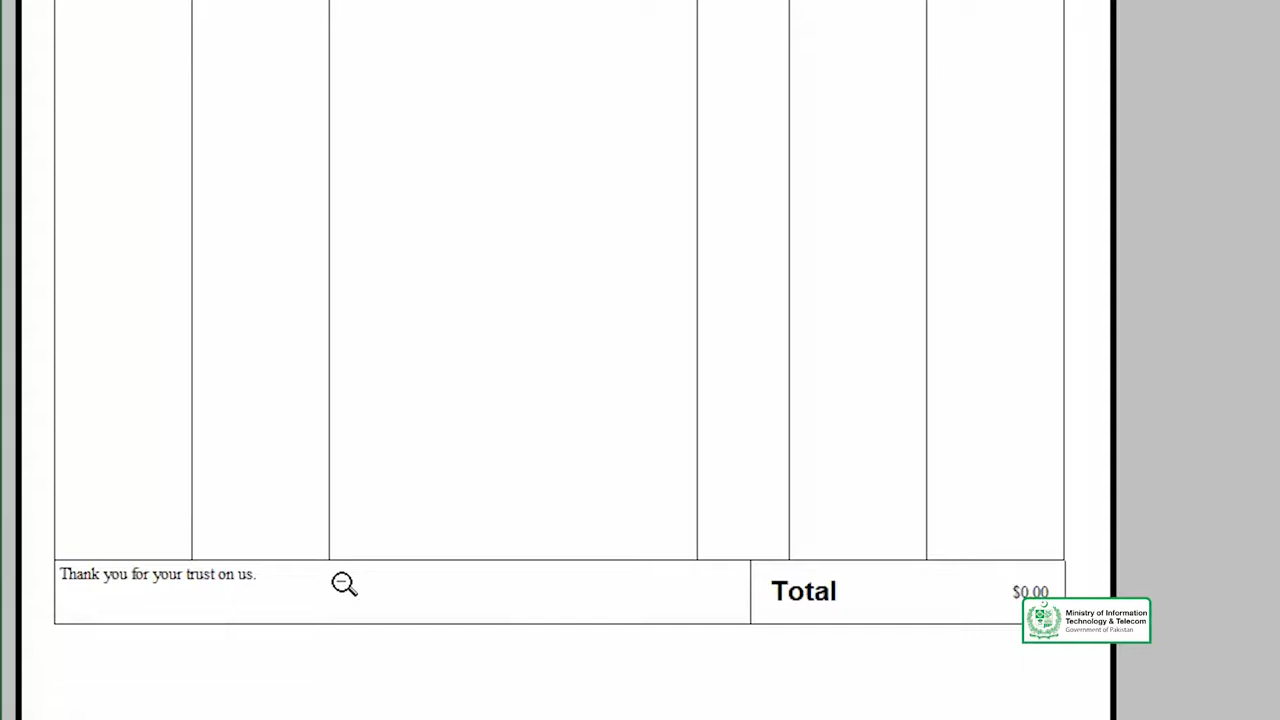 Thank you for your trust on us.
Total
$0.00
Ministry of Information
Technology & Telecom
Government of Pakistan